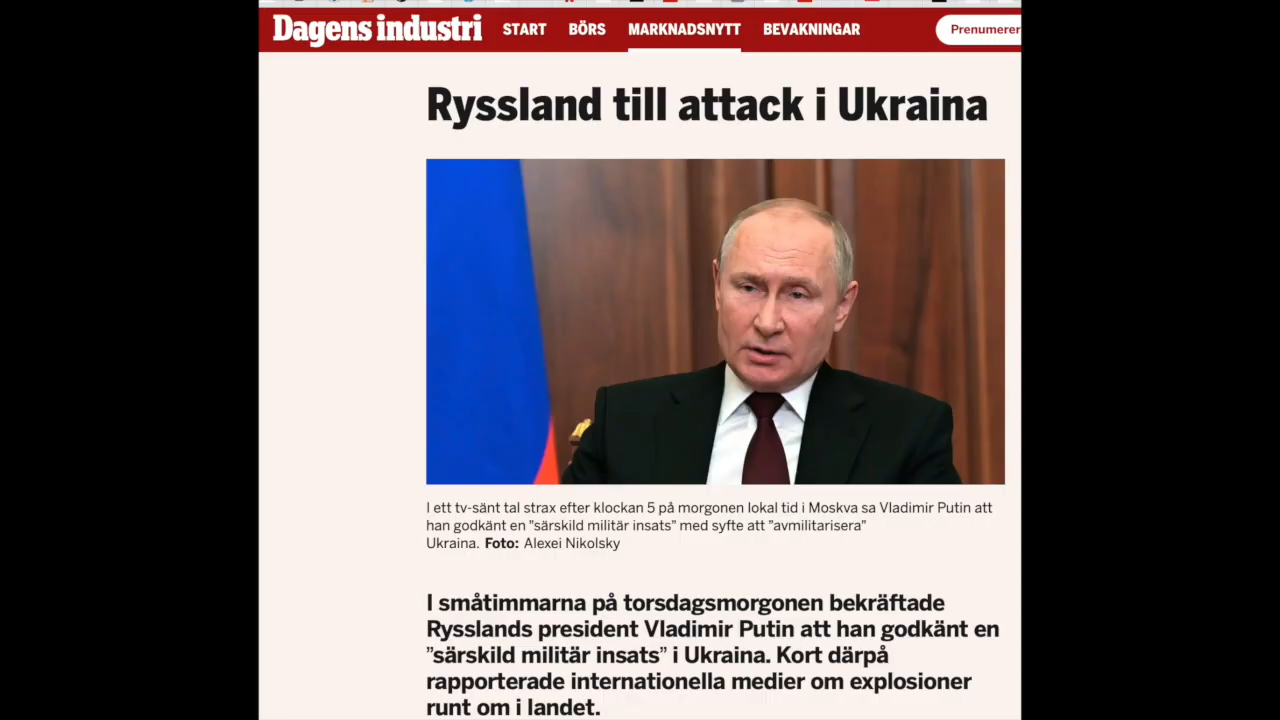 Dagens industri START BÖRS MARKNADSNYTT BEVAKNINGAR Prenumerer
Ryssland till attack i Ukraina
I ett tv-sänt tal strax efter klockan 5 på morgonen lokal tid i Moskva sa Vladimir Putin att
han godkänt en ”särskild militär insats” med syfte att ”avmilitarisera”
Ukraina. Foto: Alexei Nikolsky
I småtimmarna på torsdagsmorgonen bekräftade
Rysslands president Vladimir Putin att han godkänt en
”särskild militär insats” i Ukraina. Kort därpå
rapporterade internationella medier om explosioner
runt om i landet.